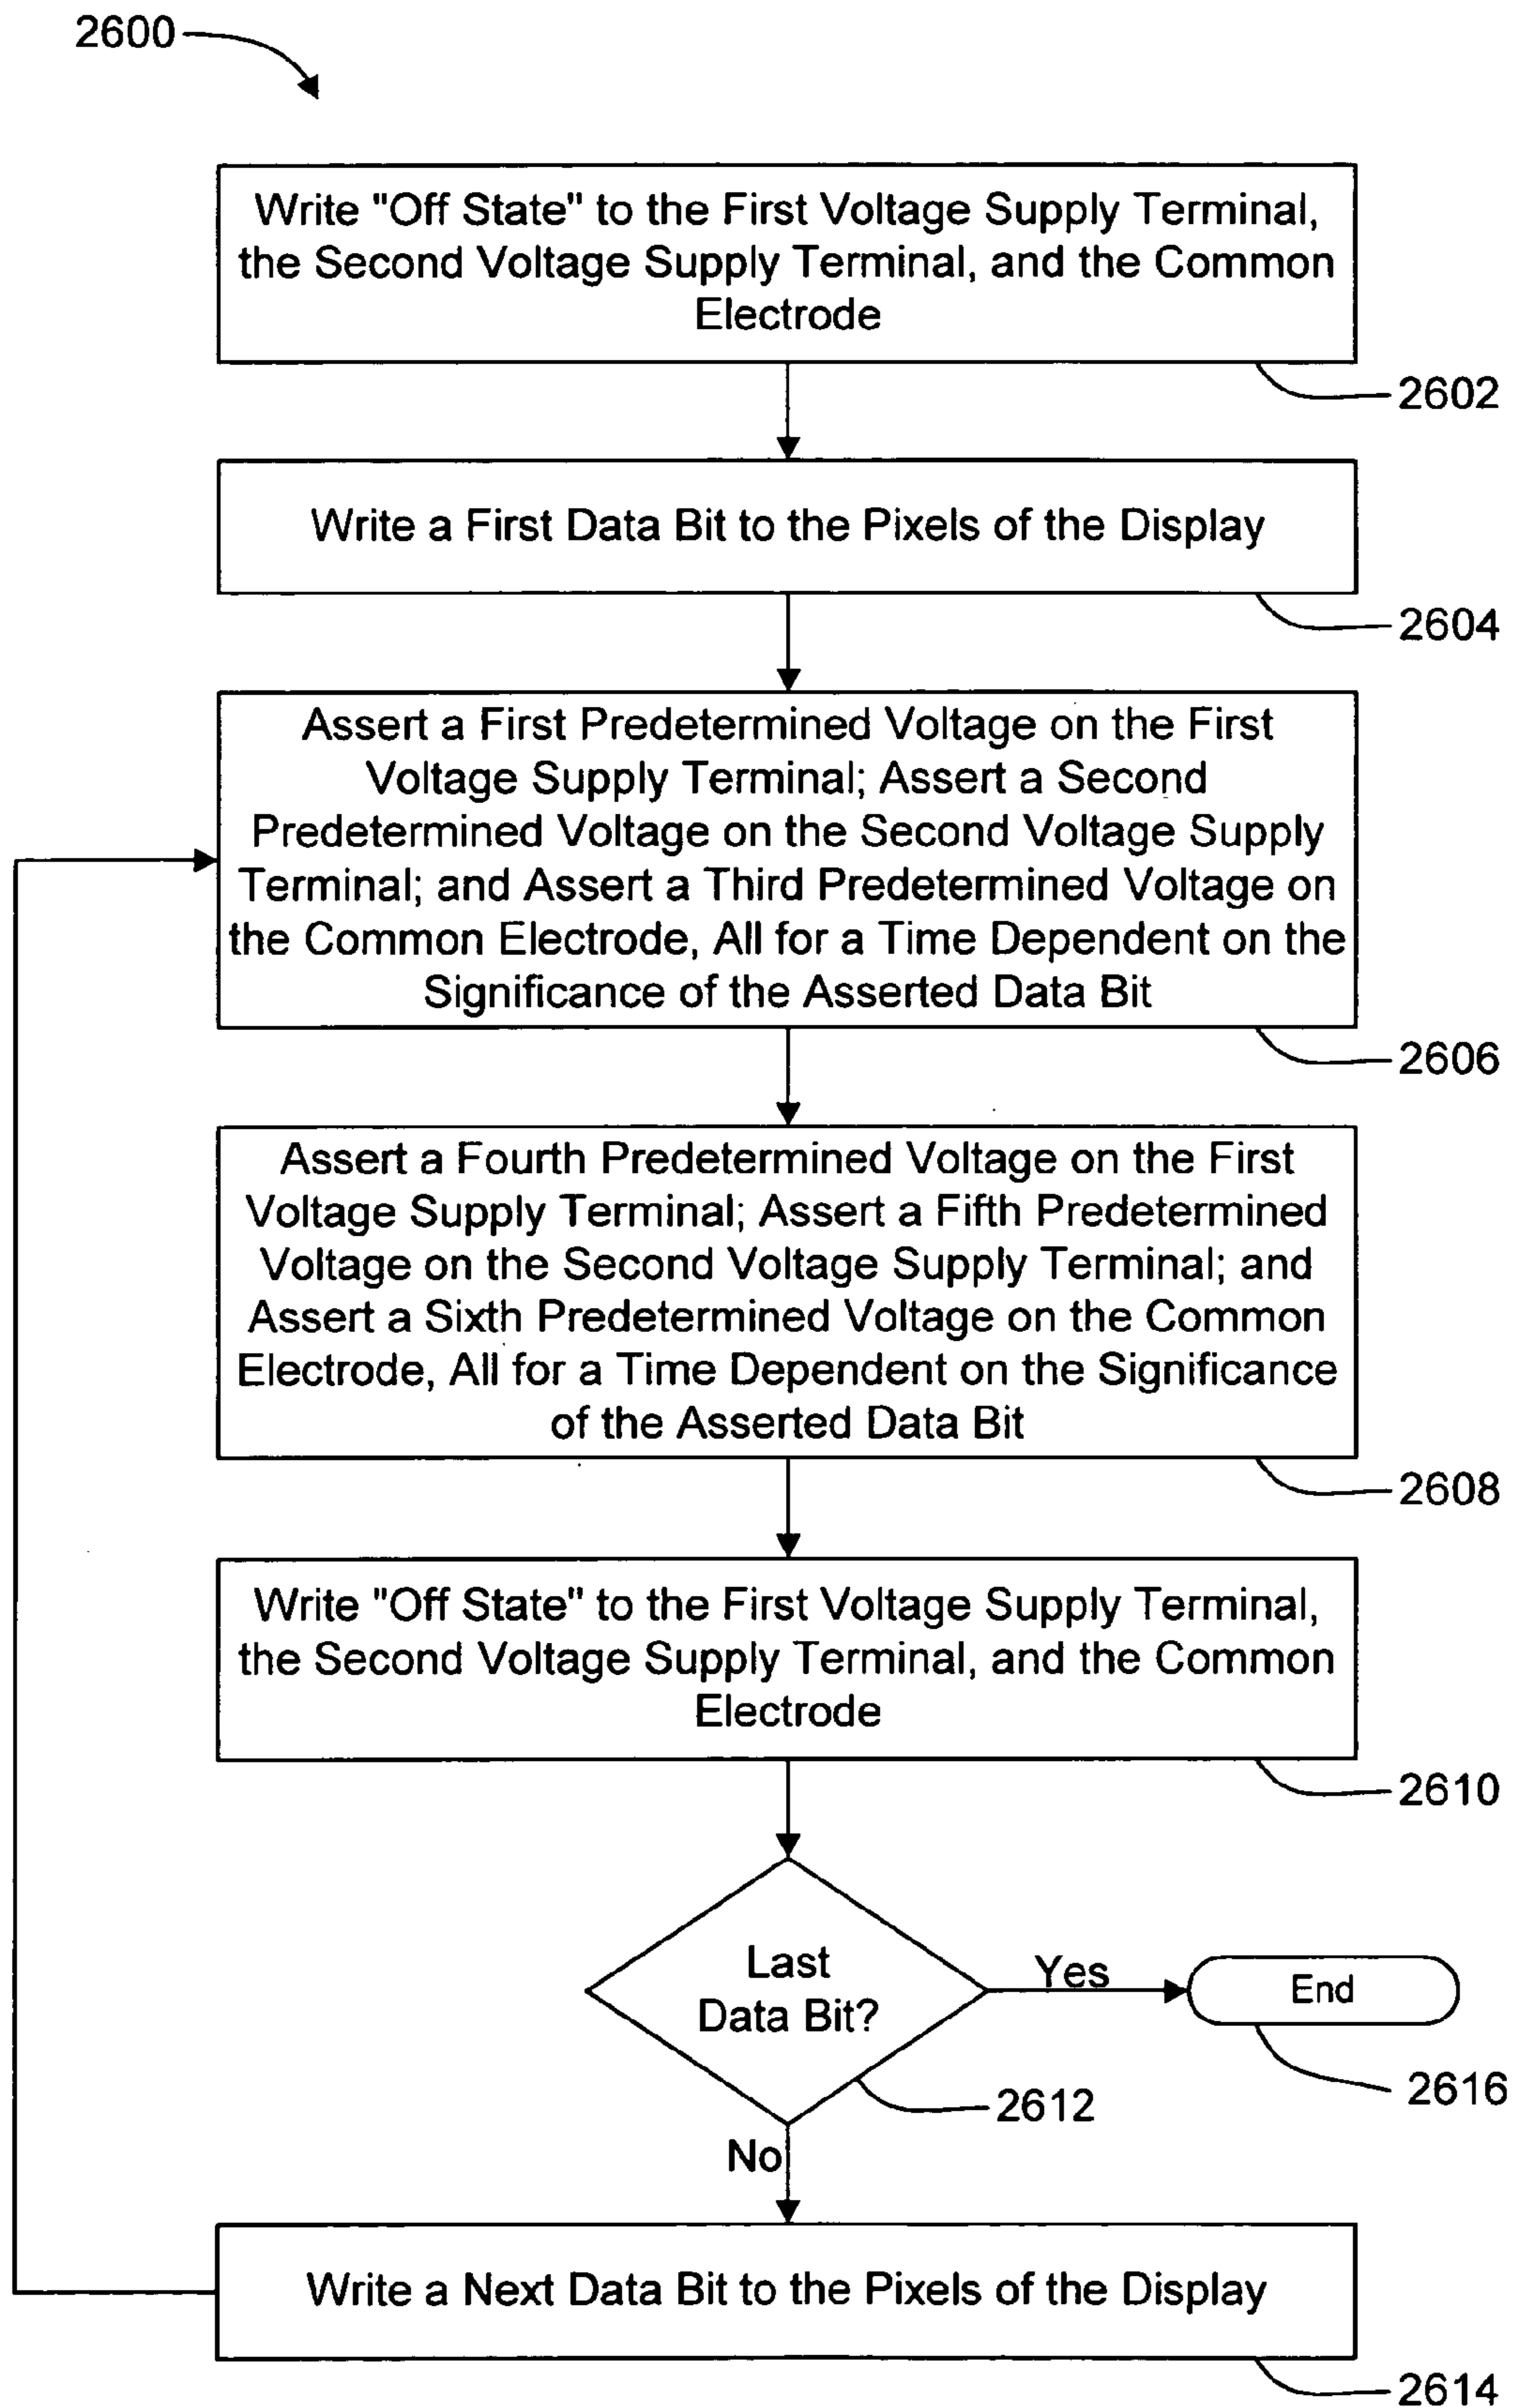 2600
Write "Off State" to the First Voltage Supply Terminal,
the Second Voltage Supply Terminal, and the Common
Electrode
2602
Write a First Data Bit to the Pixels of the Display
2604
Assert a First Predetermined Voltage on the First
Voltage Supply Terminal; Assert a Second
Predetermined Voltage on the Second Voltage Supply
Terminal; and Assert a Third Predetermined Voltage on
the Common Electrode, All for a Time Dependent on the
Significance of the Asserted Data Bit
2606
Assert a Fourth Predetermined Voltage on the First
Voltage Supply Terminal; Assert a Fifth Predetermined
Voltage on the Second Voltage Supply Terminal; and
Assert a Sixth Predetermined Voltage on the Common
Electrode, All for a Time Dependent on the Significance
of the Asserted Data Bit
2608
Write "Off State" to the First Voltage Supply Terminal,
the Second Voltage Supply Terminal, and the Common
Electrode
2610
Last
Data Bit?
Yes
End
2616
2612
No
Write a Next Data Bit to the Pixels of the Display
2614